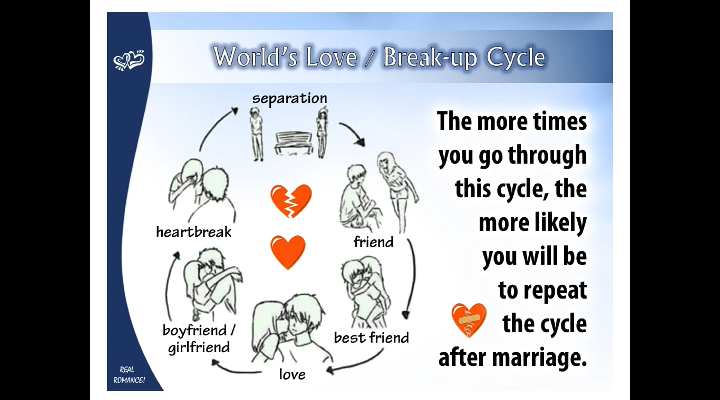 World's Love / Break-up Cycle
separation
friend
best friend
love
boyfriend /
girlfriend
heartbreak
The more times
you go through
this cycle, the
more likely
you will be
to repeat
the cycle
after marriage.
REAL
ROMANCE!